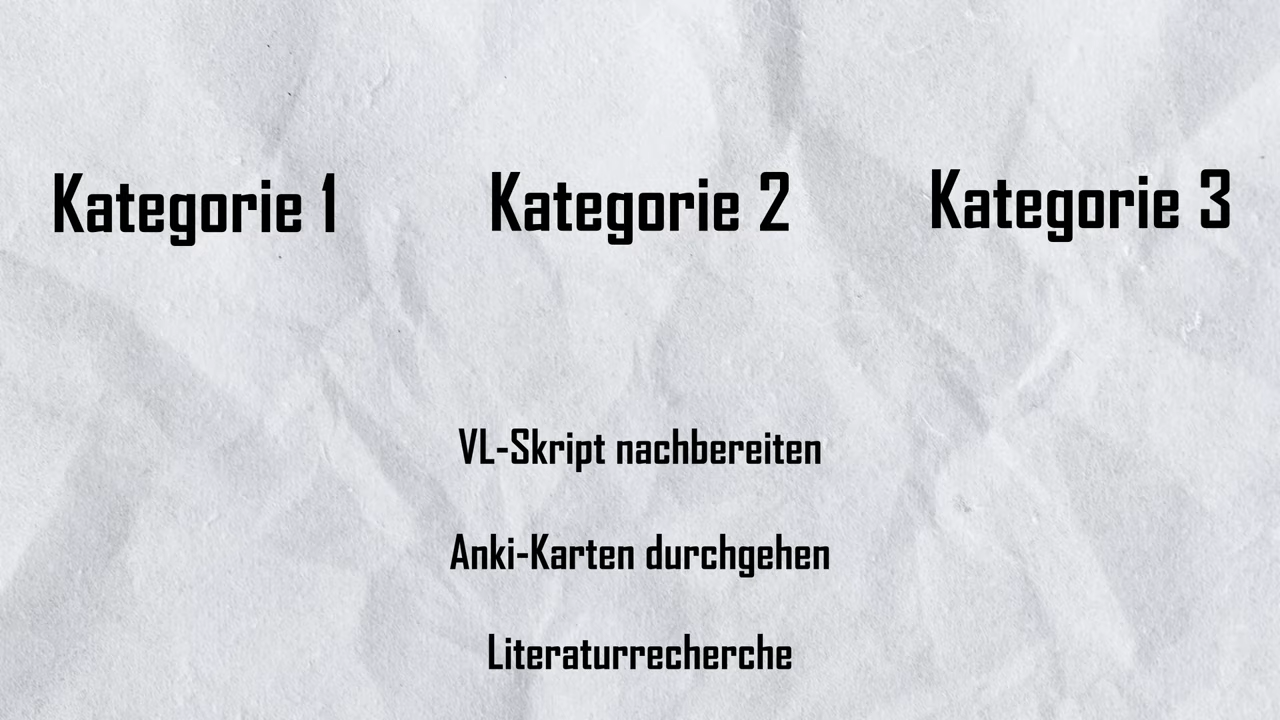 Kategorie 1
Kategorie 2
Kategorie 3
VL-Skript nachbereiten
Anki-Karten durchgehen
Literaturrecherche